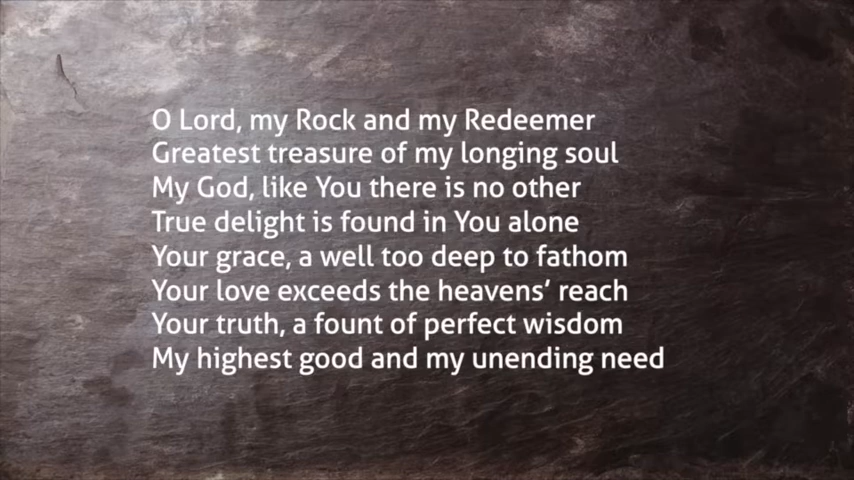 O Lord, my Rock and my Redeemer
Greatest treasure of my longing soul
My God, like You there is no other
True delight is found in You alone
Your grace, a well too deep to fathom
Your love exceeds the heavens’ reach
Your truth, a fount of perfect wisdom
My highest good and my unending need